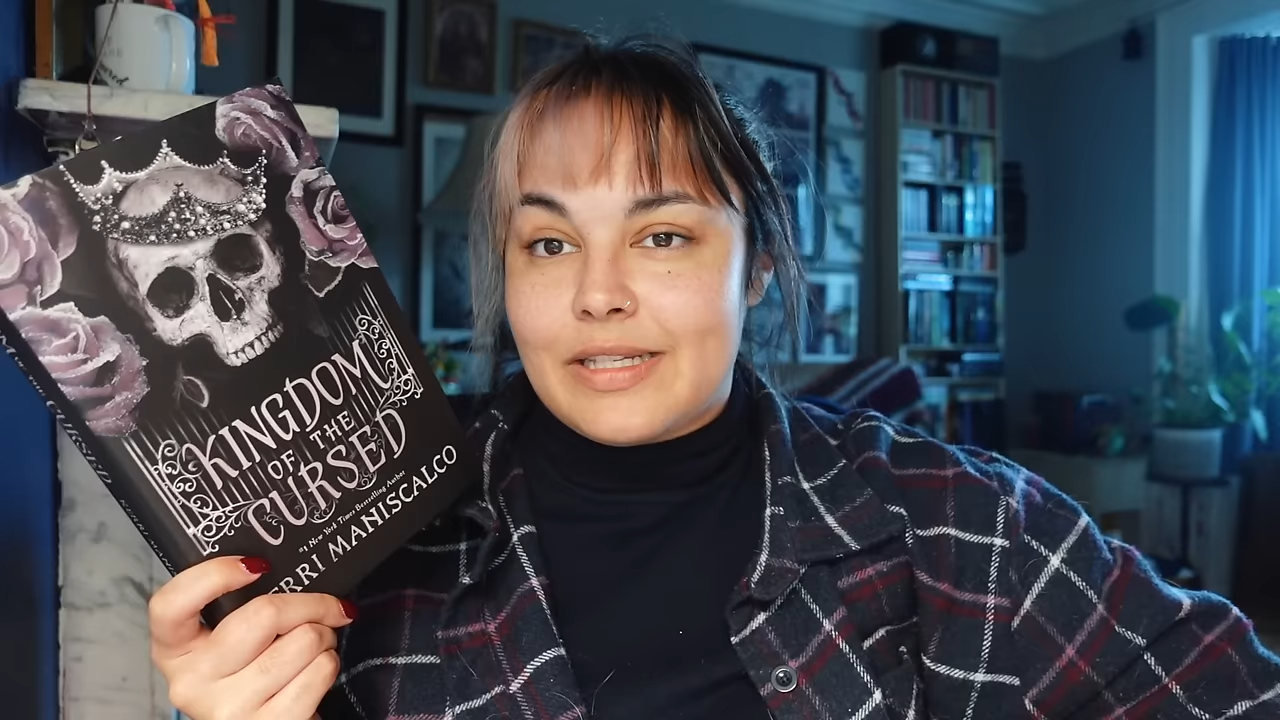 KINGDOM
OF THE
CURSED
#1 New York Times Bestselling Author
ERRI MANISCALCO